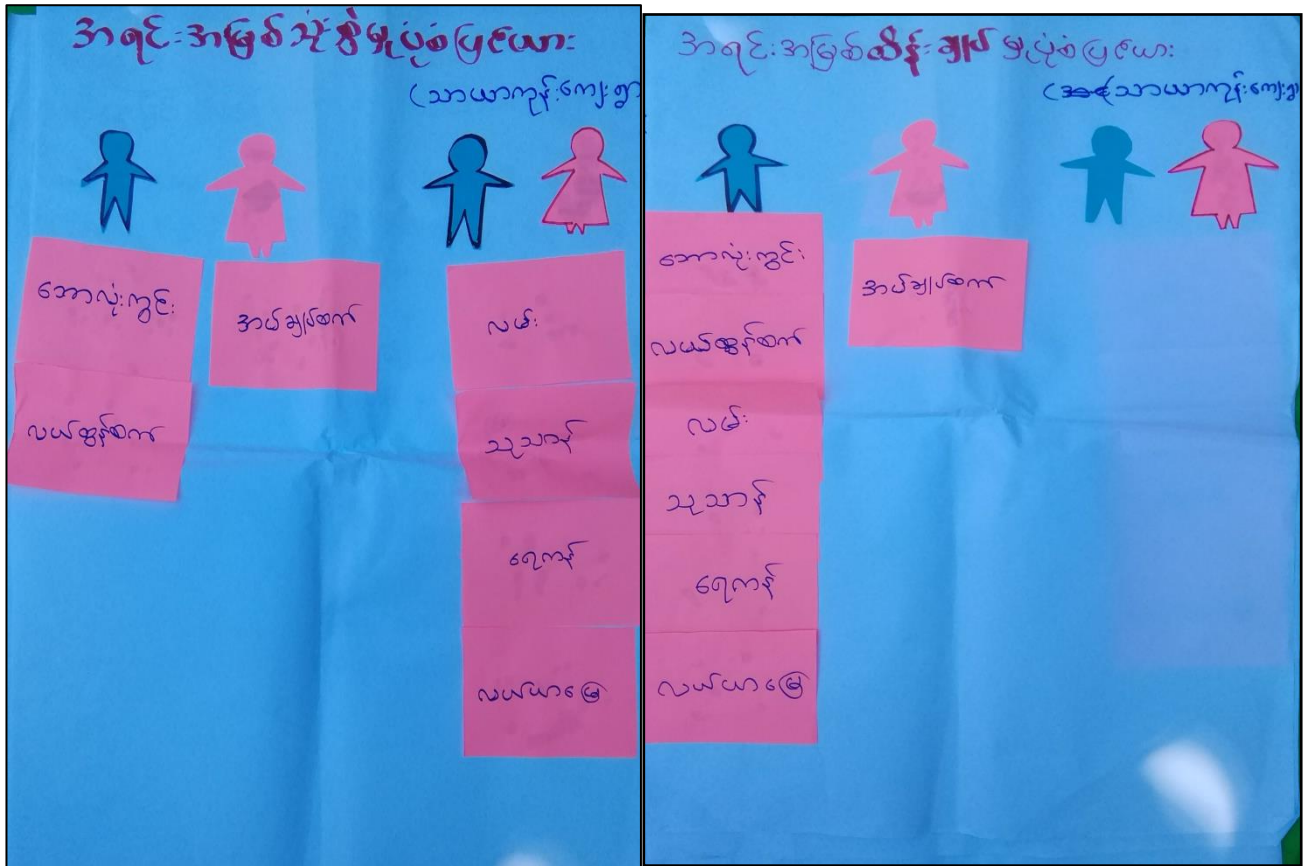 အရင်းအမြစ်သုံးစွဲမှုပုံစံပြဇယား
(သာယာကုန်းကျေးရွာ
ဘောလုံးကွင်း
လယ်ထွန်စက်
အပ်ချုပ်စက်
လမ်း
သုသာန်
ရေကန်
လယ်ယာမြေ
အရင်းအမြစ်ထိန်းချုပ်မှုပုံစံပြဇယား
(သာယာကုန်းကျေးရွာ
ဘောလုံးကွင်း
လယ်ထွန်စက်
လမ်း
သုသာန်
ရေကန်
လယ်ယာမြေ
အပ်ချုပ်စက်